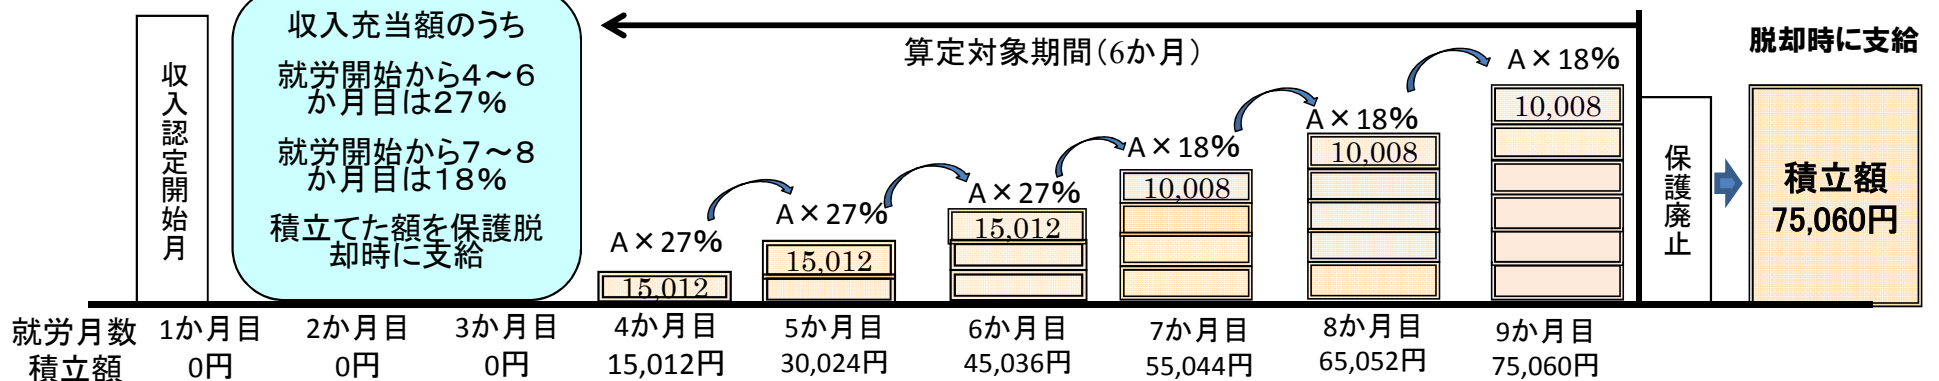 収入認定開始月
収入充当額のうち
就労開始から4～6
か月目は27%
就労開始から7～8
か月目は18%
積立てた額を保護脱
却時に支給
算定対象期間(6か月)
A×27%
15,012
A×27%
15,012
A×27%
15,012
A×18%
10,008
A×18%
10,008
A×18%
10,008
保護廃止
脱却時に支給
積立額
75,060円
就労月数 1か月目 2か月目 3か月目 4か月目 5か月目 6か月目 7か月目 8か月目 9か月目
積立額 0円 0円 0円 15,012円 30,024円 45,036円 55,044円 65,052円 75,060円